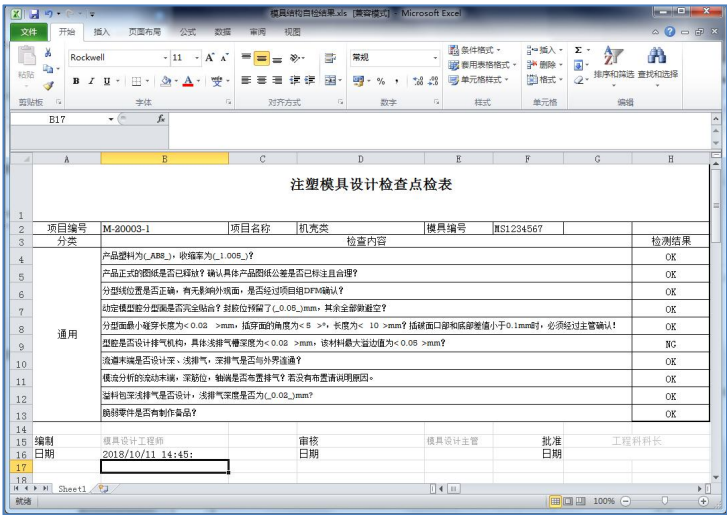 模具结构自检结果.xls [兼容模式] - Microsoft Excel
文件 开始 插入 页面布局 公式 数据 审阅 视图
粘贴 Rockwell 11 A A 常规 条件格式 插入 Σ
B I U % , 套用表格格式 删除 排序和筛选 查找和选择
单元格样式 格式
剪贴板 字体 对齐方式 数字 样式 单元格 编辑
B17 fx
A B C D E F G H
1 注塑模具设计检查点检表
2 项目编号 M-20003-1 项目名称 机壳类 模具编号 MS1234567
3 分类 检查内容 检测结果
4 产品塑料为(_ABS_)，收缩率为(_1.005_)? OK
5 产品正式的图纸是否已释放？确认具体产品图纸公差是否已标注且合理？ OK
6 分型线位置是否正确，有无影响外观面，是否经过项目组DFM确认？ OK
7 动定模型腔分型面是否完全贴合？封胶位预留了(_0.05_)mm，其余全部做避空？ OK
8 分型面最小碰穿长度为< 0.02 >mm，插穿面的角度为< 5 >°，长度为< 10 >mm？插破面口部和底部差值小于0.1mm时，必须经过主管确认！ OK
通用
9 型腔是否设计排气机构，具体浅排气槽深度为< 0.02 >mm，该材料最大溢边值为< 0.05 >mm？ NG
10 流道末端是否设计深、浅排气，深排气是否与外界连通？ OK
11 模流分析的流动末端，深筋位，轴端是否布置排气？若没有布置请说明原因。 OK
12 溢料包深浅排气是否设计，浅排气深度是否为(_0.02_)mm? OK
13 脆弱零件是否有制作备品？ OK
14
15 编制 模具设计工程师 审核 模具设计主管 批准 工程科科长
16 日期 2018/10/11 14:45: 日期 日期
17
18
Sheet1
就绪 100%